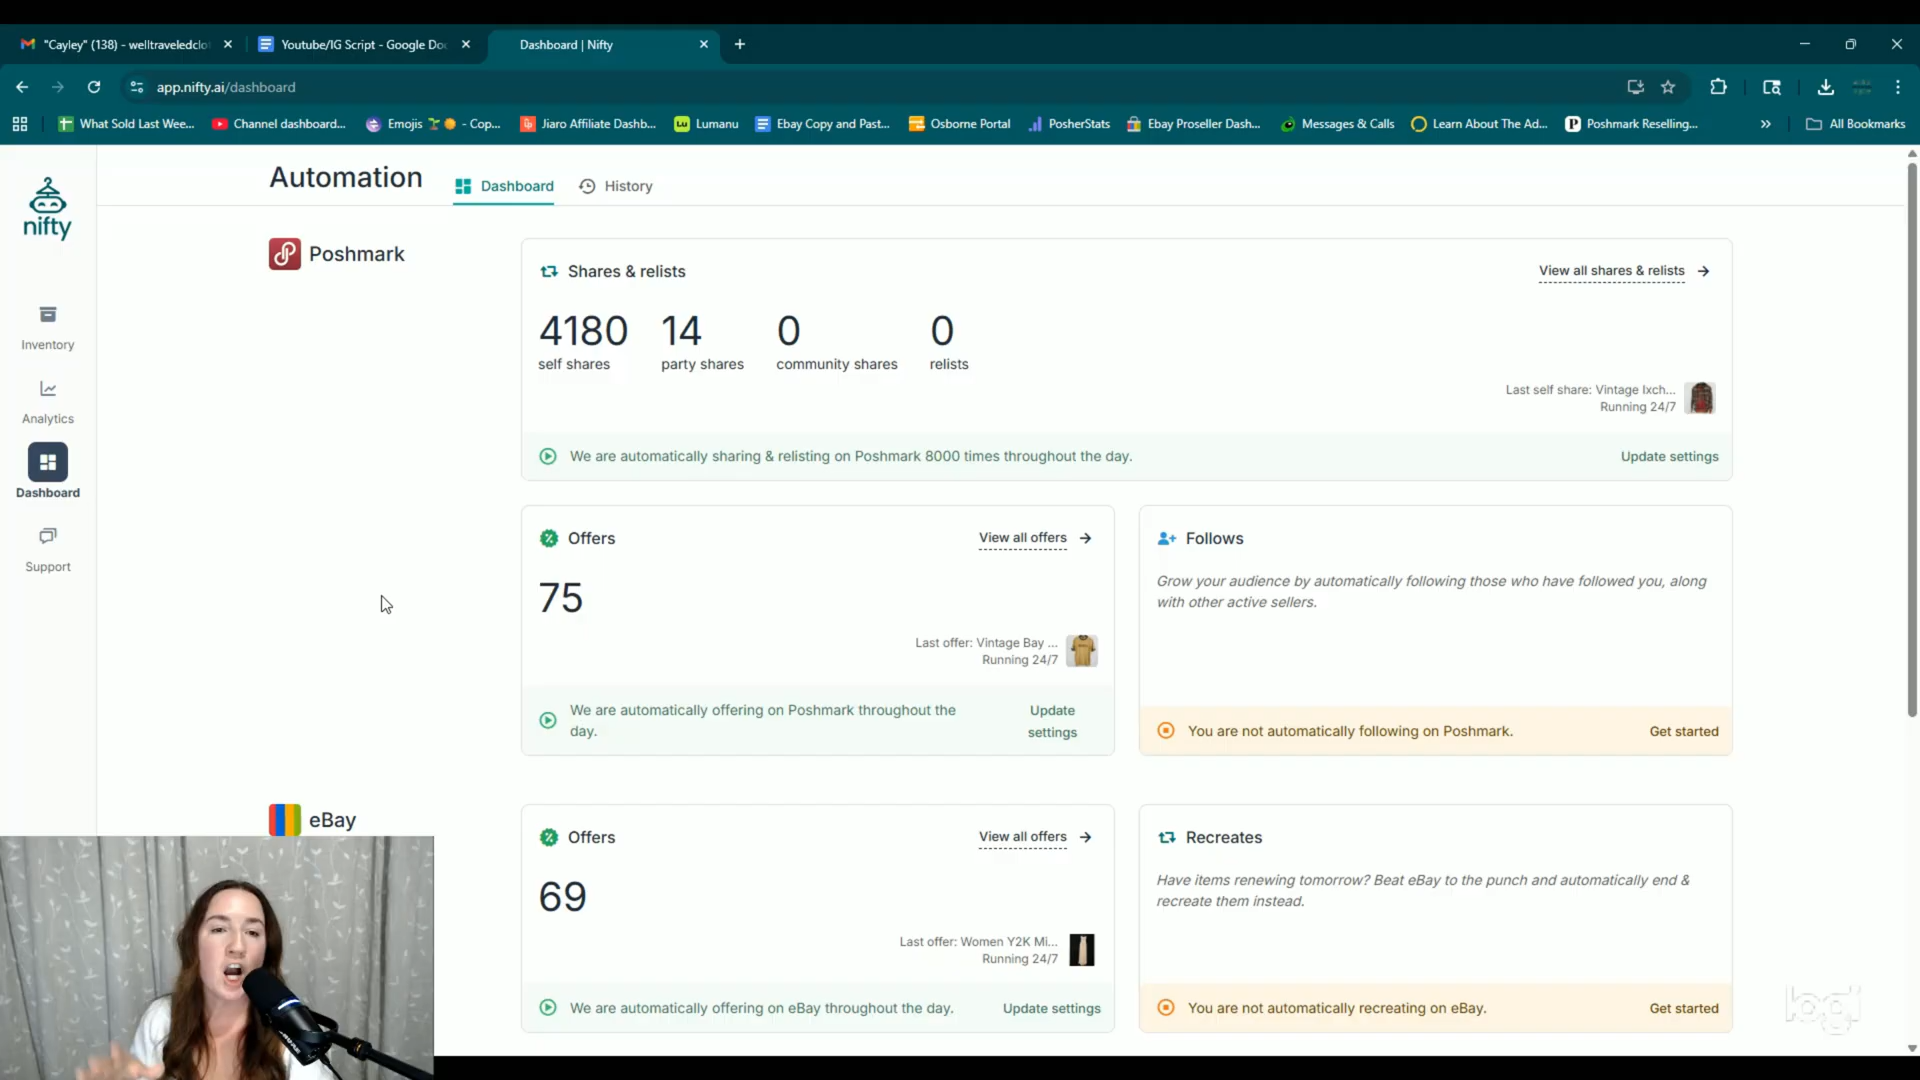 "Cayley" (138) - welltraveledclo
Youtube/IG Script - Google Do
Dashboard | Nifty
app.nifty.ai/dashboard
What Sold Last Wee...
Channel dashboard...
Emojis - Cop...
Jiaro Affiliate Dashb...
Lumanu
Ebay Copy and Past...
Osborne Portal
PosherStats
Ebay Proseller Dash...
Messages & Calls
Learn About The Ad...
Poshmark Reselling...
All Bookmarks
nifty
Inventory
Analytics
Dashboard
Support
Automation
Dashboard
History
Poshmark
Shares & relists
View all shares & relists
4180
14
0
0
self shares
party shares
community shares
relists
Last self share: Vintage Ixch...
Running 24/7
We are automatically sharing & relisting on Poshmark 8000 times throughout the day.
Update settings
Offers
View all offers
75
Last offer: Vintage Bay ...
Running 24/7
We are automatically offering on Poshmark throughout the
day.
Update
settings
Follows
Grow your audience by automatically following those who have followed you, along
with other active sellers.
You are not automatically following on Poshmark.
Get started
eBay
Offers
View all offers
69
Last offer: Women Y2K Mi...
Running 24/7
We are automatically offering on eBay throughout the day.
Update settings
Recreates
Have items renewing tomorrow? Beat eBay to the punch and automatically end &
recreate them instead.
You are not automatically recreating on eBay.
Get started
logi
SHURE